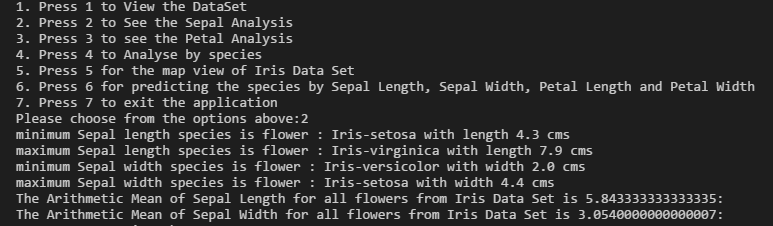 1. Press 1 to View the DataSet
2. Press 2 to See the Sepal Analysis
3. Press 3 to see the Petal Analysis
4. Press 4 to Analyse by species
5. Press 5 for the map view of Iris Data Set
6. Press 6 for predicting the species by Sepal Length, Sepal Width, Petal Length and Petal Width
7. Press 7 to exit the application
Please choose from the options above:2
minimum Sepal length species is flower : Iris-setosa with length 4.3 cms
maximum Sepal length species is flower : Iris-virginica with length 7.9 cms
minimum Sepal width species is flower : Iris-versicolor with width 2.0 cms
maximum Sepal width species is flower : Iris-setosa with width 4.4 cms
The Arithmetic Mean of Sepal Length for all flowers from Iris Data Set is 5.843333333333335:
The Arithmetic Mean of Sepal Width for all flowers from Iris Data Set is 3.0540000000000007: